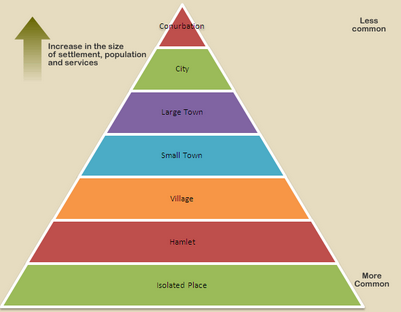 Conurbation
Less
common
Increase in the size
of settlement, population
and services
City
Large Town
Small Town
Village
Hamlet
More
Common
Isolated Place